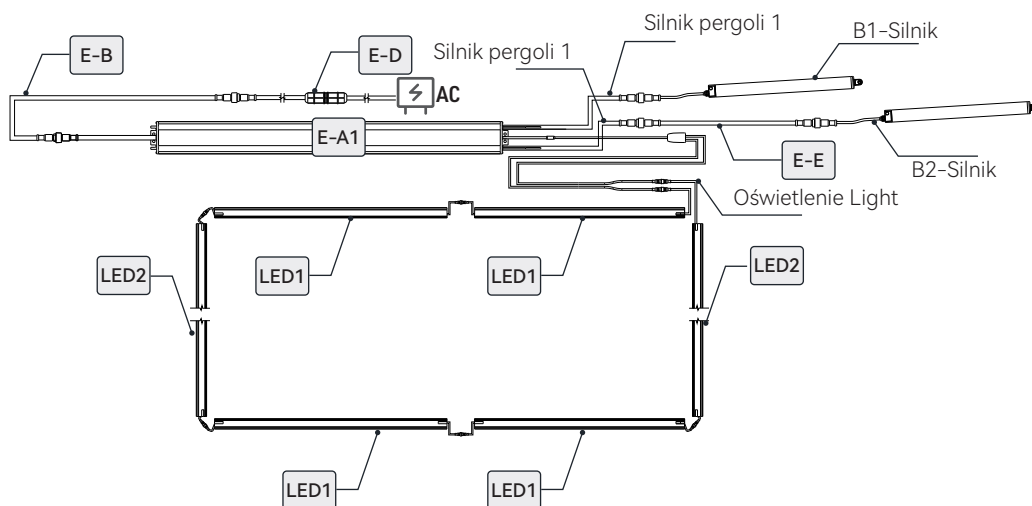 Silnik pergoli 1
B1-Silnik
E-B
E-D
Silnik pergoli 1
AC
E-A1
E-E
B2-Silnik
Oświetlenie Light
LED2
LED1
LED1
LED2
LED1
LED1